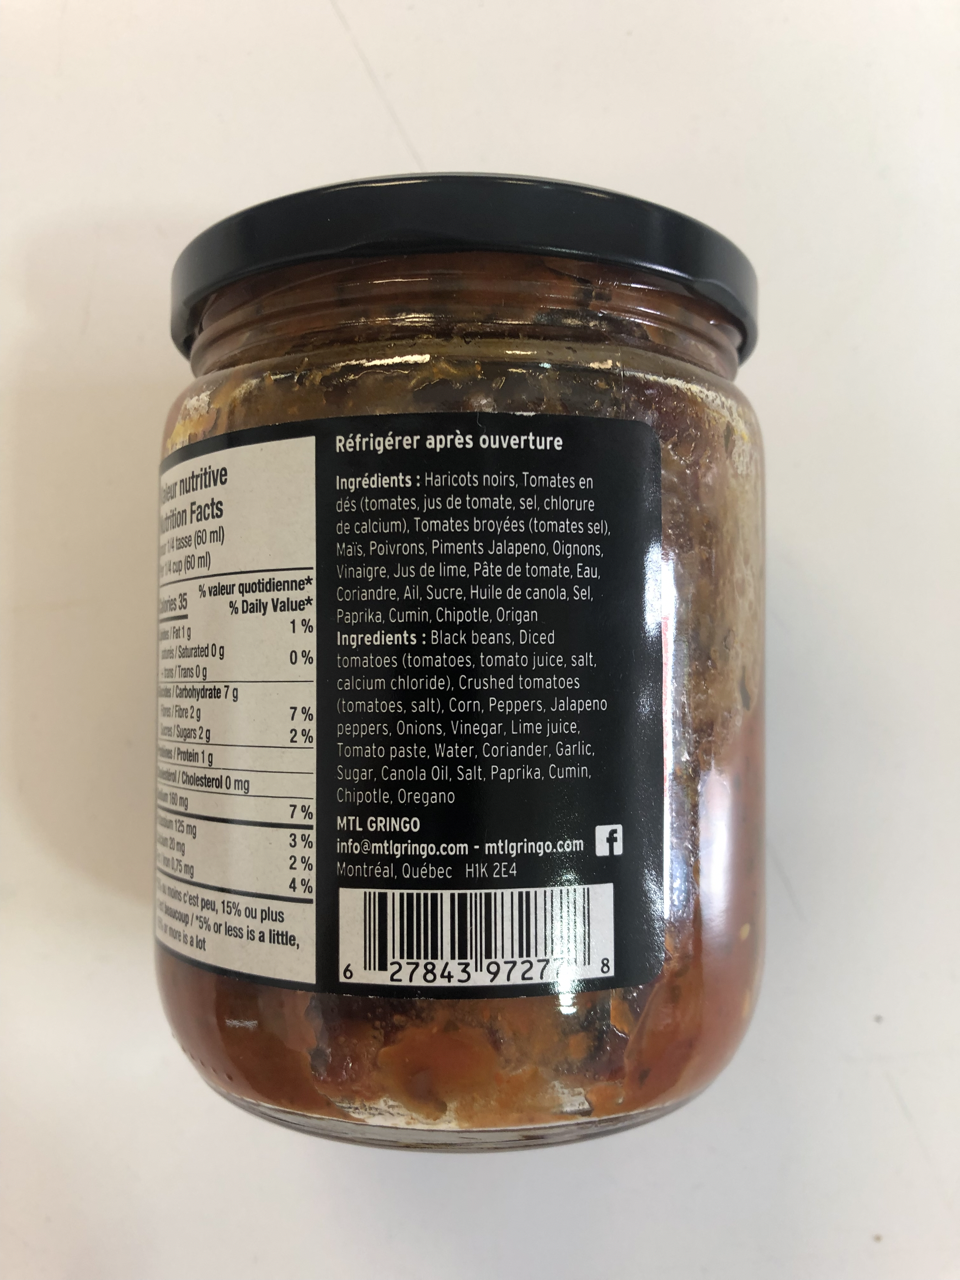 nutritive
Facts
1/4 tasse (60 ml)
1/4 cup (60 ml)
% valeur quotidienne*
Calories 35 % Daily Value*
/ Fat 1 g 1 %
/ Saturated 0 g
/ Trans 0 g 0 %
/ Carbohydrate 7 g
/ Fibre 2 g 7 %
/ Sugars 2 g 2 %
/ Protein 1 g
/ Cholesterol 0 mg
160 mg 7 %
125 mg 3 %
20 mg 2 %
0,75 mg 4 %
moins c'est peu, 15% ou plus
beaucoup / *5% or less is a little,
or more is a lot
Réfrigérer après ouverture
Ingrédients : Haricots noirs, Tomates en
dés (tomates, jus de tomate, sel, chlorure
de calcium), Tomates broyées (tomates sel),
Maïs, Poivrons, Piments Jalapeno, Oignons,
Vinaigre, Jus de lime, Pâte de tomate, Eau,
Coriandre, Ail, Sucre, Huile de canola, Sel,
Paprika, Cumin, Chipotle, Origan
Ingredients : Black beans, Diced
tomatoes (tomatoes, tomato juice, salt,
calcium chloride), Crushed tomatoes
(tomatoes, salt), Corn, Peppers, Jalapeno
peppers, Onions, Vinegar, Lime juice,
Tomato paste, Water, Coriander, Garlic,
Sugar, Canola Oil, Salt, Paprika, Cumin,
Chipotle, Oregano
MTL GRINGO
info@mtlgringo.com - mtlgringo.com f
Montréal, Québec H1K 2E4
6 27843 9727 8